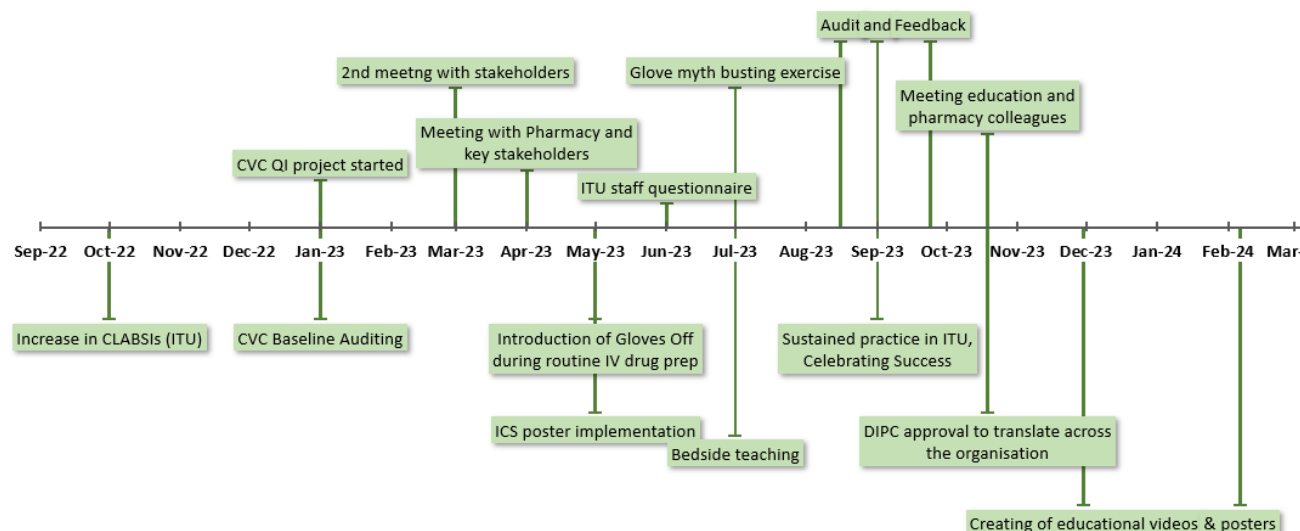 Audit and Feedback
2nd meetng with stakeholders
Glove myth busting exercise
Meeting education and
pharmacy colleagues
Meeting with Pharmacy and
key stakeholders
CVC QI project started
ITU staff questionnaire
Sep-22 Oct-22 Nov-22 Dec-22 Jan-23 Feb-23 Mar-23 Apr-23 May-23 Jun-23 Jul-23 Aug-23 Sep-23 Oct-23 Nov-23 Dec-23 Jan-24 Feb-24 Mar-
Increase in CLABSIs (ITU)
CVC Baseline Auditing
Introduction of Gloves Off
during routine IV drug prep
Sustained practice in ITU,
Celebrating Success
ICS poster implementation
Bedside teaching
DIPC approval to translate across
the organisation
Creating of educational videos & posters